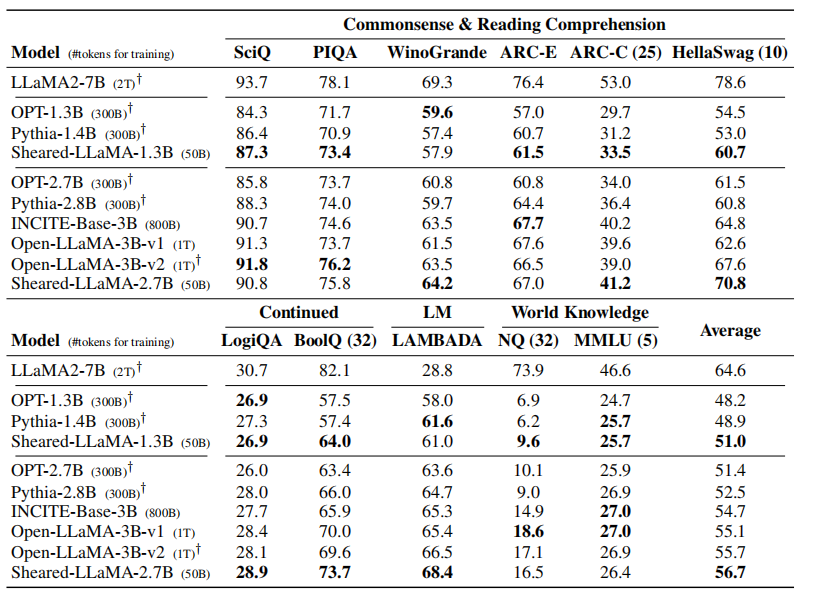 Commonsense & Reading Comprehension
Model (#tokens for training) SciQ PIQA WinoGrande ARC-E ARC-C (25) HellaSwag (10)
LLaMA2-7B (2T)† 93.7 78.1 69.3 76.4 53.0 78.6
OPT-1.3B (300B)† 84.3 71.7 59.6 57.0 29.7 54.5
Pythia-1.4B (300B)† 86.4 70.9 57.4 60.7 31.2 53.0
Sheared-LLaMA-1.3B (50B) 87.3 73.4 57.9 61.5 33.5 60.7
OPT-2.7B (300B)† 85.8 73.7 60.8 60.8 34.0 61.5
Pythia-2.8B (300B)† 88.3 74.0 59.7 64.4 36.4 60.8
INCITE-Base-3B (800B) 90.7 74.6 63.5 67.7 40.2 64.8
Open-LLaMA-3B-v1 (1T) 91.3 73.7 61.5 67.6 39.6 62.6
Open-LLaMA-3B-v2 (1T)† 91.8 76.2 63.5 66.5 39.0 67.6
Sheared-LLaMA-2.7B (50B) 90.8 75.8 64.2 67.0 41.2 70.8
Continued LM World Knowledge
Model (#tokens for training) LogiQA BoolQ (32) LAMBADA NQ (32) MMLU (5) Average
LLaMA2-7B (2T)† 30.7 82.1 28.8 73.9 46.6 64.6
OPT-1.3B (300B)† 26.9 57.5 58.0 6.9 24.7 48.2
Pythia-1.4B (300B)† 27.3 57.4 61.6 6.2 25.7 48.9
Sheared-LLaMA-1.3B (50B) 26.9 64.0 61.0 9.6 25.7 51.0
OPT-2.7B (300B)† 26.0 63.4 63.6 10.1 25.9 51.4
Pythia-2.8B (300B)† 28.0 66.0 64.7 9.0 26.9 52.5
INCITE-Base-3B (800B) 27.7 65.9 65.3 14.9 27.0 54.7
Open-LLaMA-3B-v1 (1T) 28.4 70.0 65.4 18.6 27.0 55.1
Open-LLaMA-3B-v2 (1T)† 28.1 69.6 66.5 17.1 26.9 55.7
Sheared-LLaMA-2.7B (50B) 28.9 73.7 68.4 16.5 26.4 56.7